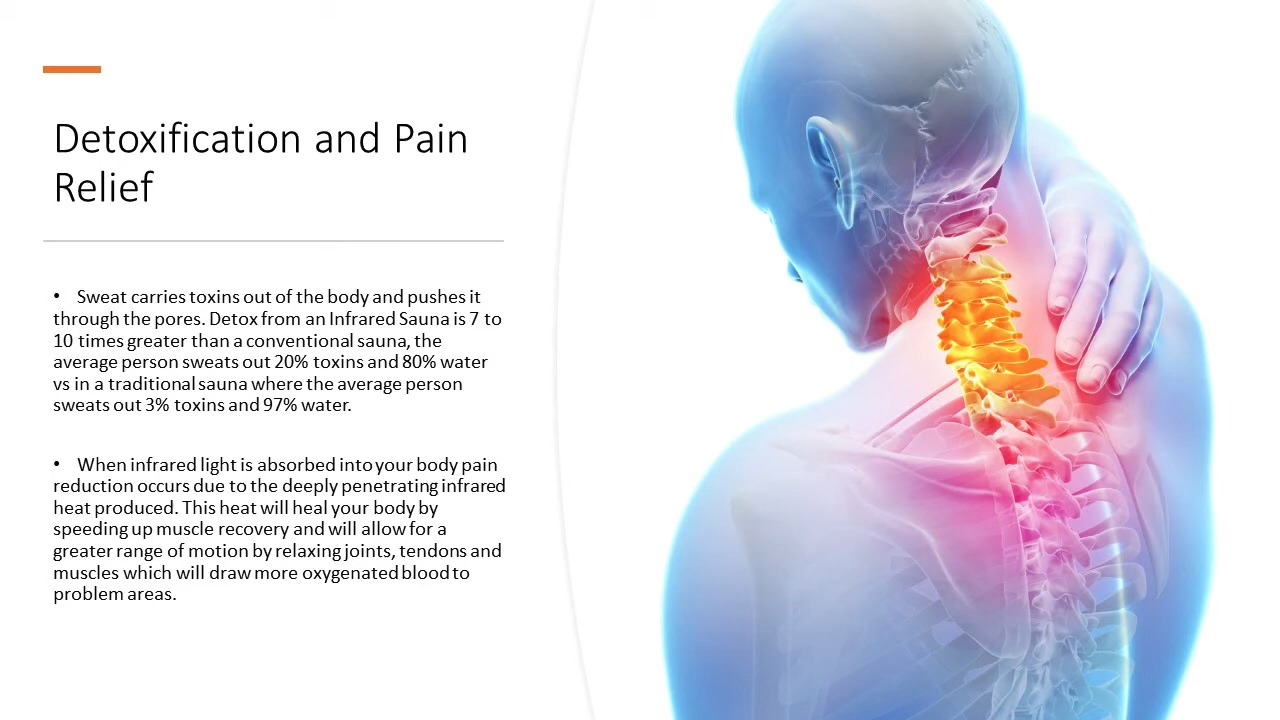 Detoxification and Pain
Relief
• Sweat carries toxins out of the body and pushes it
through the pores. Detox from an Infrared Sauna is 7 to
10 times greater than a conventional sauna, the
average person sweats out 20% toxins and 80% water
vs in a traditional sauna where the average person
sweats out 3% toxins and 97% water.
• When infrared light is absorbed into your body pain
reduction occurs due to the deeply penetrating infrared
heat produced. This heat will heal your body by
speeding up muscle recovery and will allow for a
greater range of motion by relaxing joints, tendons and
muscles which will draw more oxygenated blood to
problem areas.